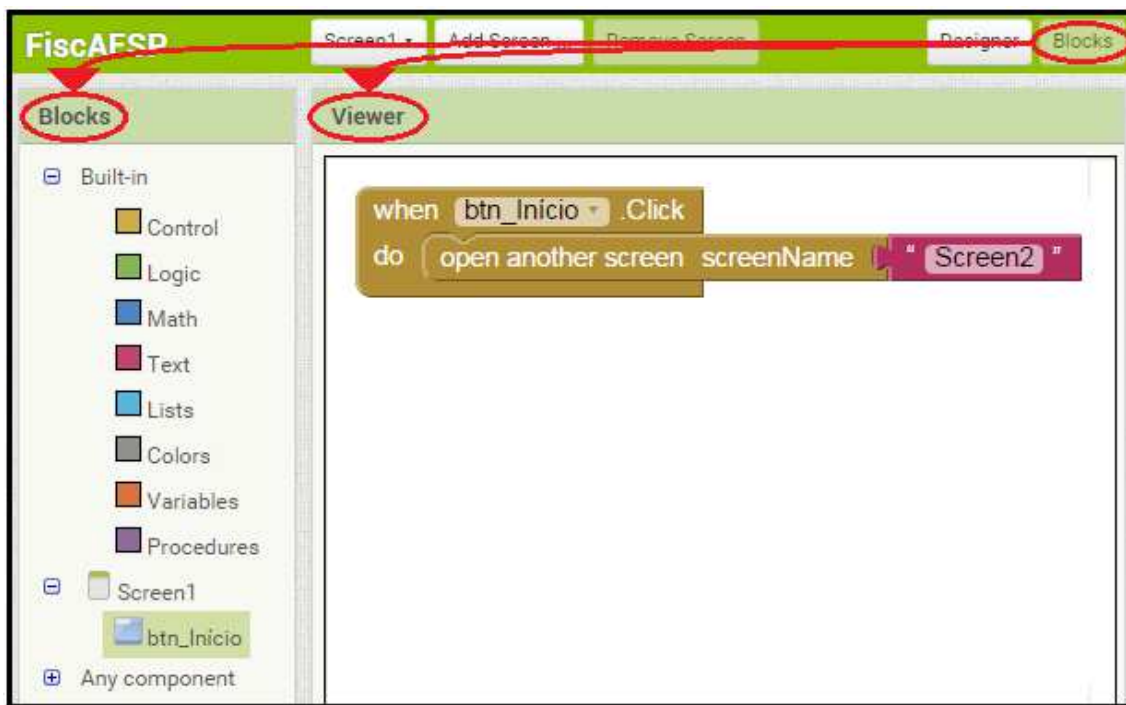 FiscAESP Screen1 Add Screen ... Remove Screen Designer Blocks
Blocks
Viewer
Built-in
Control
Logic
Math
Text
Lists
Colors
Variables
Procedures
Screen1
btn_Início
Any component
when btn_Início .Click
do open another screen screenName " Screen2 "